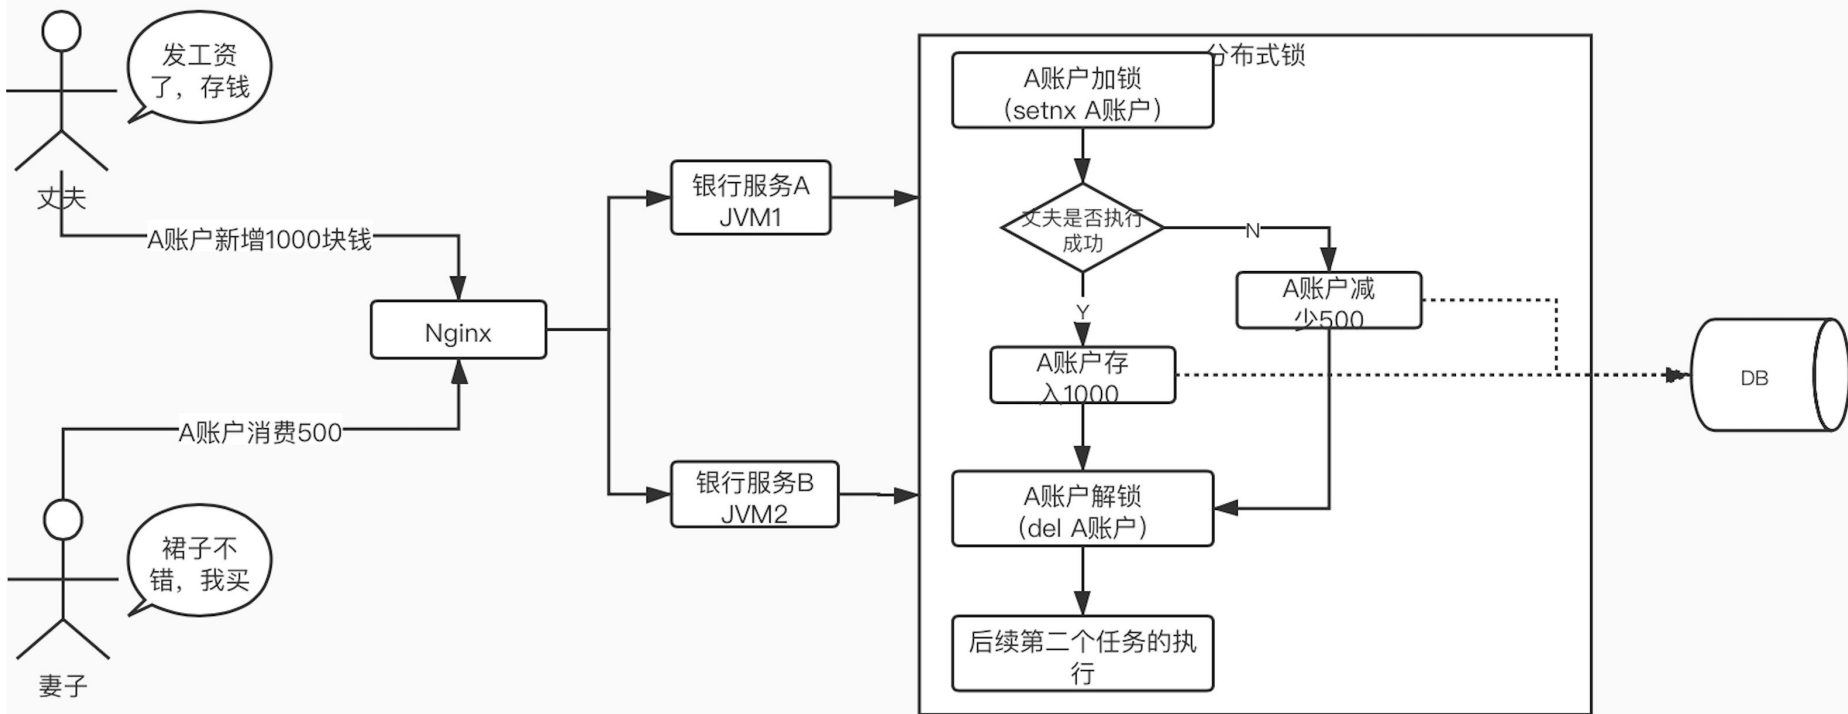 发工资
了，存钱
丈夫
A账户新增1000块钱
Nginx
A账户消费500
裙子不
错，我买
妻子
银行服务A
JVM1
银行服务B
JVM2
分布式锁
A账户加锁
（setnx A账户）
丈夫是否执行
成功
N
A账户减
少500
Y
A账户存
入1000
A账户解锁
（del A账户）
后续第二个任务的执
行
DB